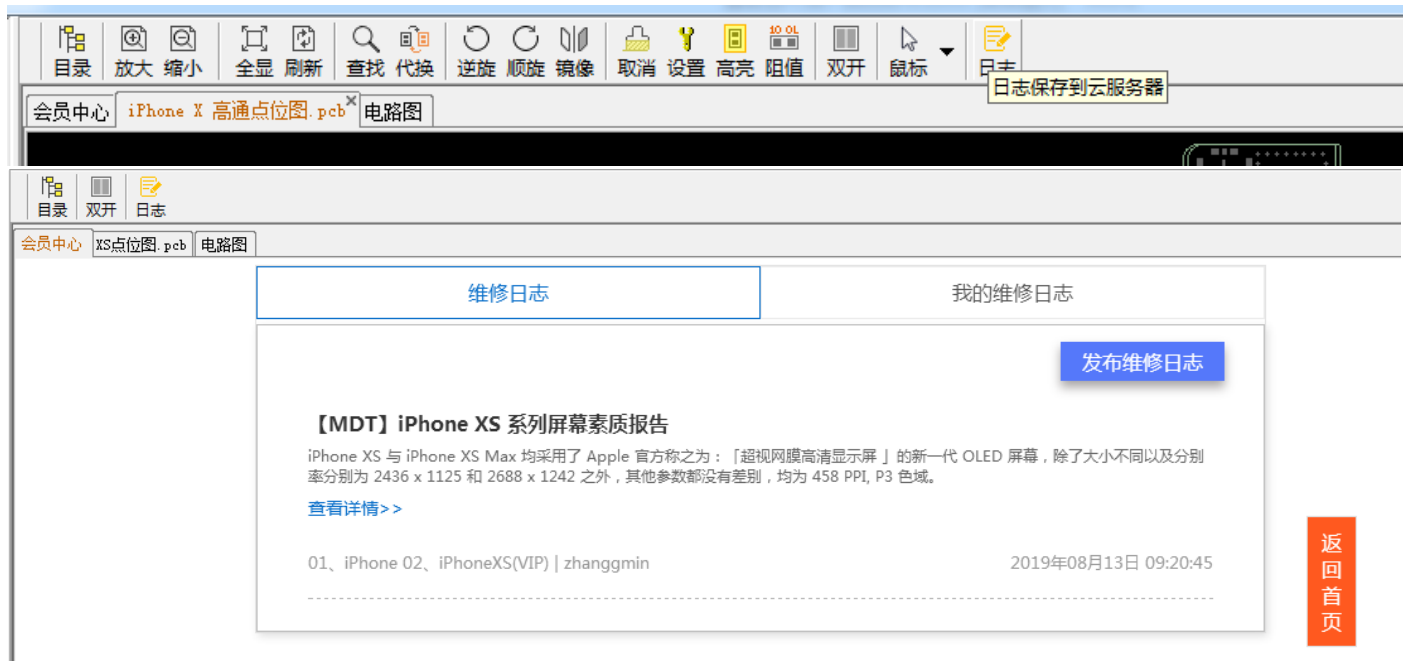 10 0L
目录 放大 缩小 全显 刷新 查找 代换 逆旋 顺旋 镜像 取消 设置 高亮 阻值 双开 鼠标 日志
日志保存到云服务器
会员中心 iPhone X 高通点位图.pcb 电路图
目录 双开 日志
会员中心 XS点位图.pcb 电路图
维修日志 我的维修日志
发布维修日志
【MDT】iPhone XS 系列屏幕素质报告
iPhone XS 与 iPhone XS Max 均采用了 Apple 官方称之为：「超视网膜高清显示屏 」的新一代 OLED 屏幕，除了大小不同以及分别
率分别为 2436 x 1125 和 2688 x 1242 之外，其他参数都没有差别，均为 458 PPI, P3 色域。
查看详情>>
01、iPhone 02、iPhoneXS(VIP) | zhanggmin 2019年08月13日 09:20:45
返回首页